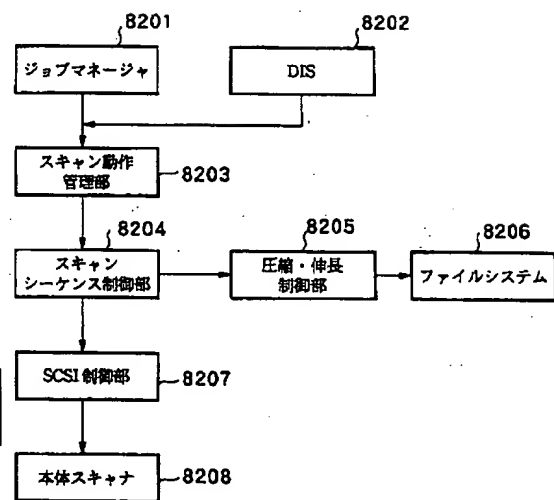 8201
8202
ジョブマネージャ
DIS
スキャン動作
管理部
8203
8204
8205
8206
スキャン
シーケンス制御部
圧縮・伸長
制御部
ファイルシステム
SCSI制御部
8207
本体スキャナ
8208